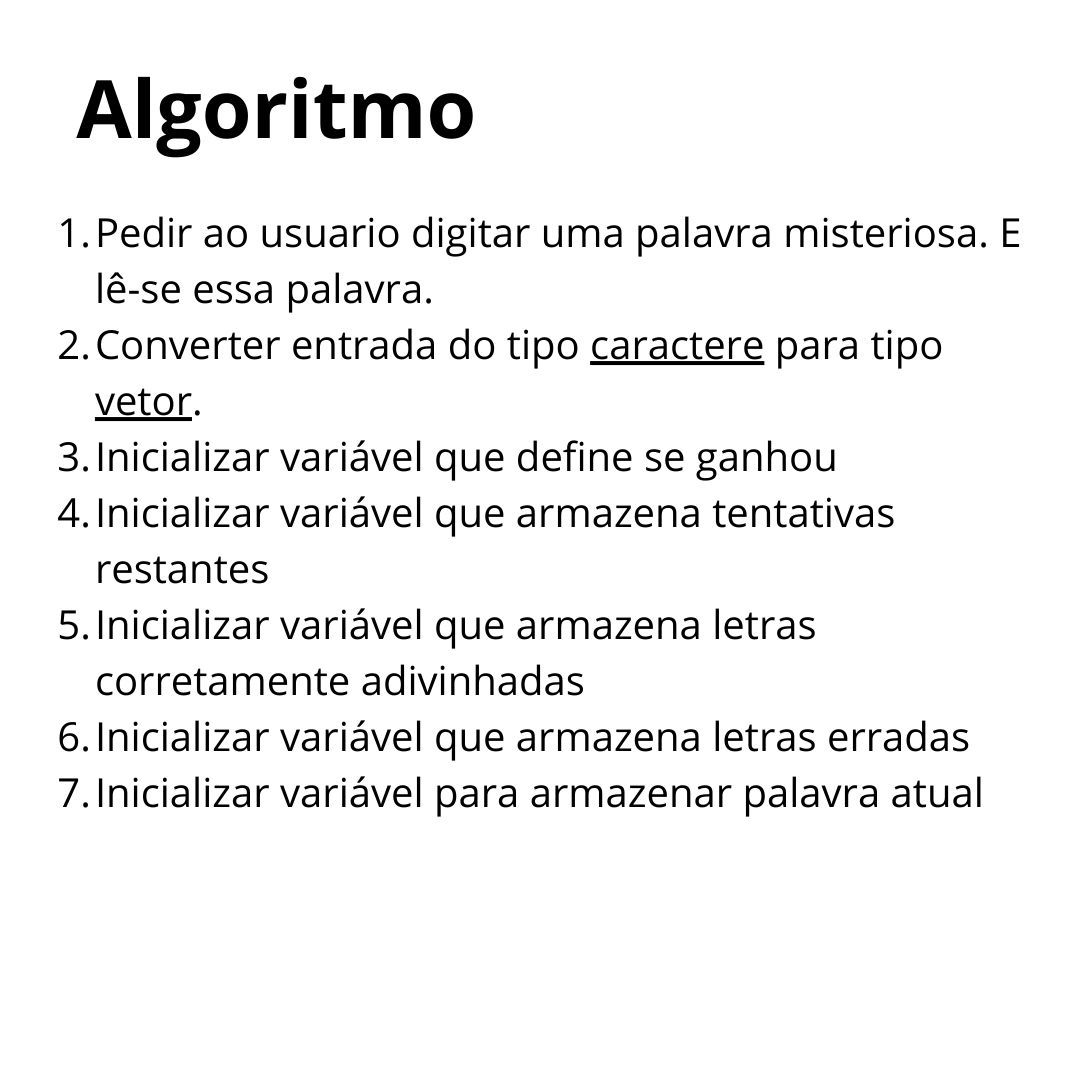 Algoritmo
1. Pedir ao usuario digitar uma palavra misteriosa. E
lê-se essa palavra.
2. Converter entrada do tipo caractere para tipo
vetor.
3. Inicializar variável que define se ganhou
4. Inicializar variável que armazena tentativas
restantes
5. Inicializar variável que armazena letras
corretamente adivinhadas
6. Inicializar variável que armazena letras erradas
7. Inicializar variável para armazenar palavra atual